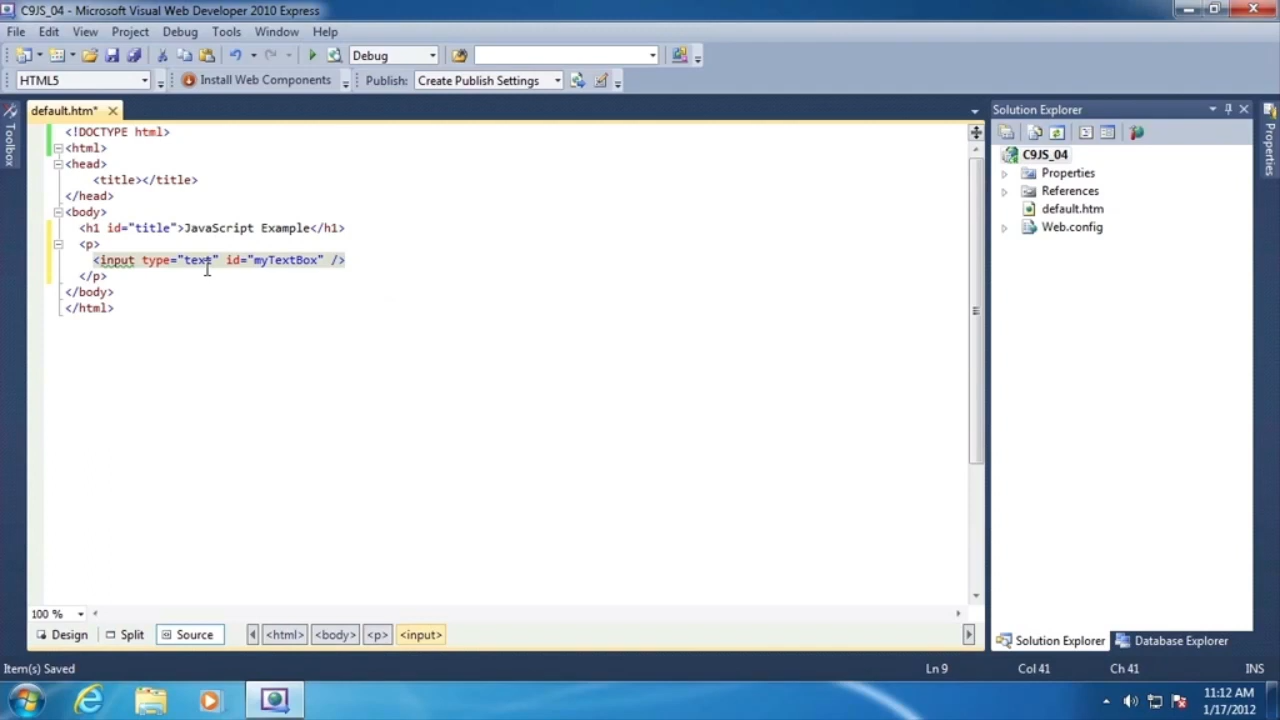 C9JS_04 - Microsoft Visual Web Developer 2010 Express
File Edit View Project Debug Tools Window Help
Debug
HTML5 Install Web Components Publish: Create Publish Settings
default.htm*
Toolbox
<!DOCTYPE html>
<html>
<head>
<title></title>
</head>
<body>
<h1 id="title">JavaScript Example</h1>
<p>
<input type="text" id="myTextBox" />
</p>
</body>
</html>
100 %
Design Split Source <html> <body> <p> <input>
Solution Explorer
C9JS_04
Properties
References
default.htm
Web.config
Properties
Solution Explorer Database Explorer
Item(s) Saved Ln 9 Col 41 Ch 41 INS
11:12 AM
1/17/2012